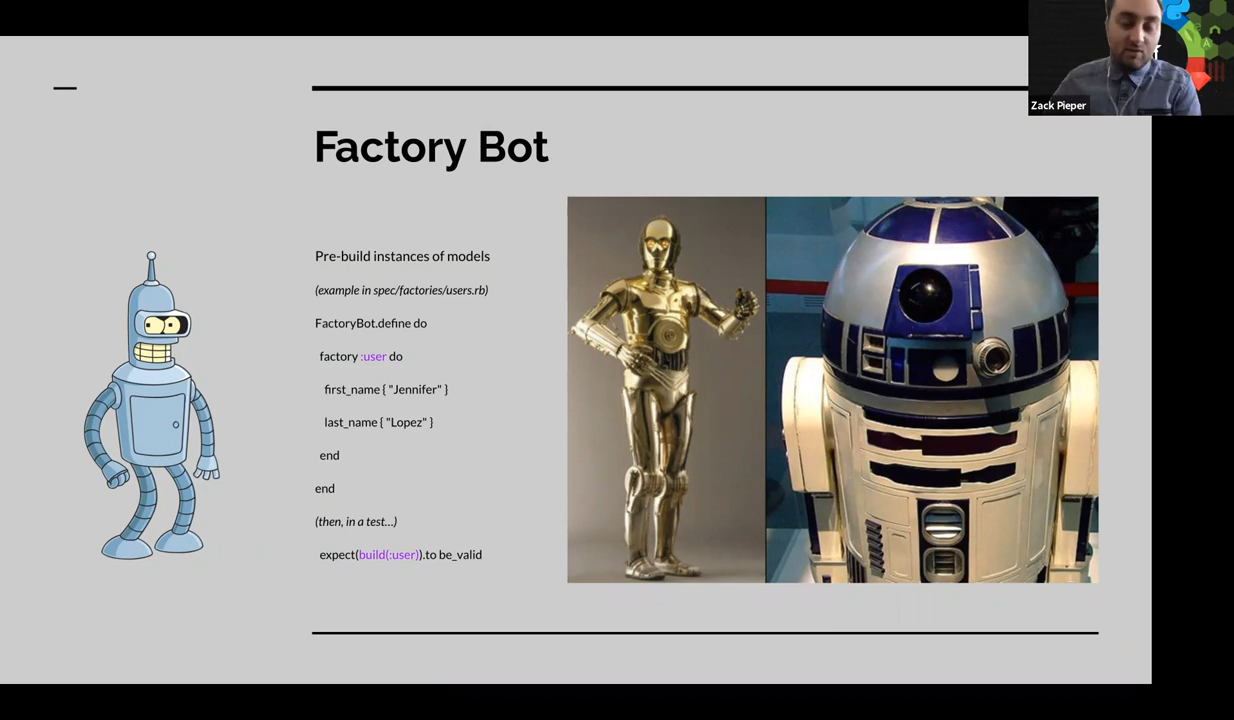 Factory Bot
Pre-build instances of models
(example in spec/factories/users.rb)
FactoryBot.define do
factory :user do
first_name { "Jennifer" }
last_name { "Lopez" }
end
end
(then, in a test...)
expect(build(:user)).to be_valid
Zack Pieper